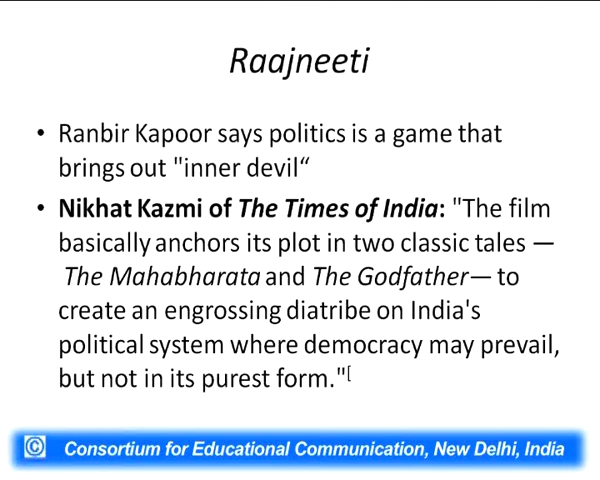 Raajneeti
• Ranbir Kapoor says politics is a game that
brings out "inner devil“
• Nikhat Kazmi of The Times of India: "The film
basically anchors its plot in two classic tales —
The Mahabharata and The Godfather— to
create an engrossing diatribe on India's
political system where democracy may prevail,
but not in its purest form."[
© Consortium for Educational Communication, New Delhi, India